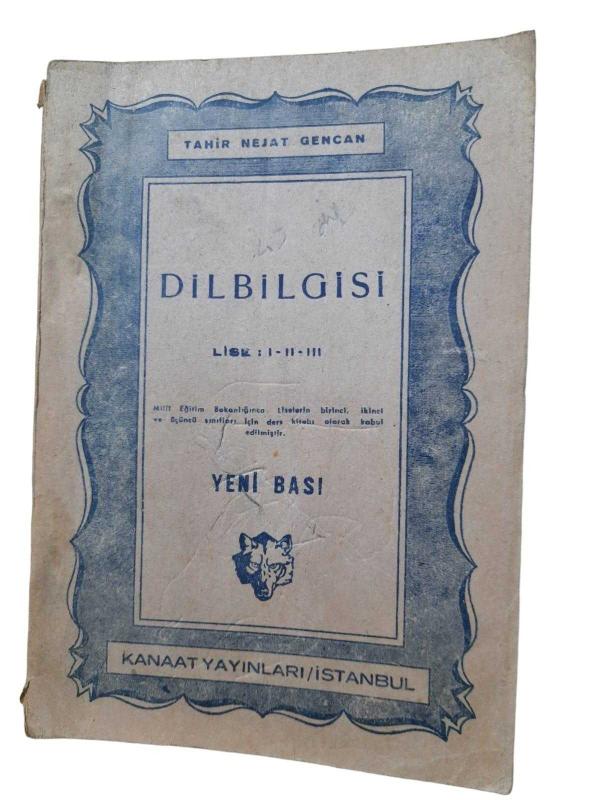 TAHİR NEJAT GENCAN
DİLBİLGİSİ
LİSE : I - II - III
Millî Eğitim Bakanlığınca Liselerin birinci, ikinci
ve üçüncü sınıfları için ders kitabı olarak kabul
edilmiştir.
YENİ BASI
KANAAT YAYINLARI/İSTANBUL